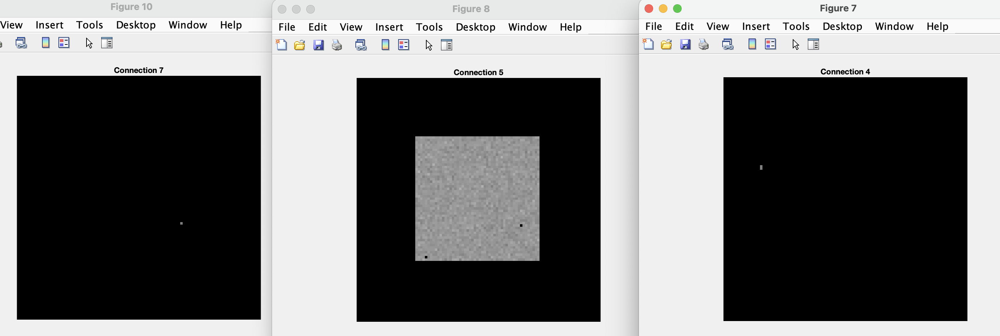 Figure 10
View Insert Tools Desktop Window Help
Connection 7
Figure 8
File Edit View Insert Tools Desktop Window Help
Connection 5
Figure 7
File Edit View Insert Tools Desktop Window Help
Connection 4